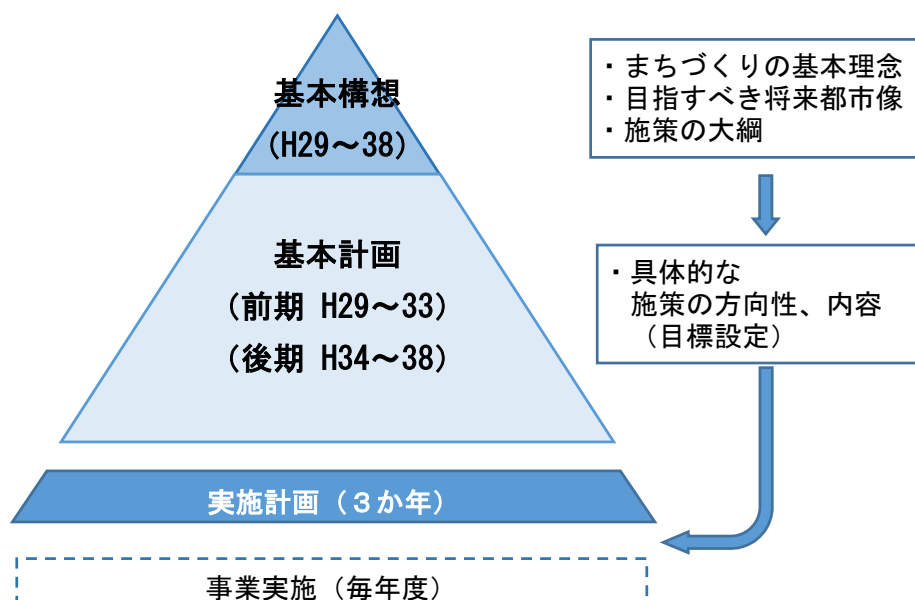 基本構想
（H29～38）
・まちづくりの基本理念
・目指すべき将来都市像
・施策の大綱
基本計画
（前期 H29～33）
（後期 H34～38）
・具体的な
施策の方向性、内容
（目標設定）
実施計画（３か年）
事業実施（毎年度）